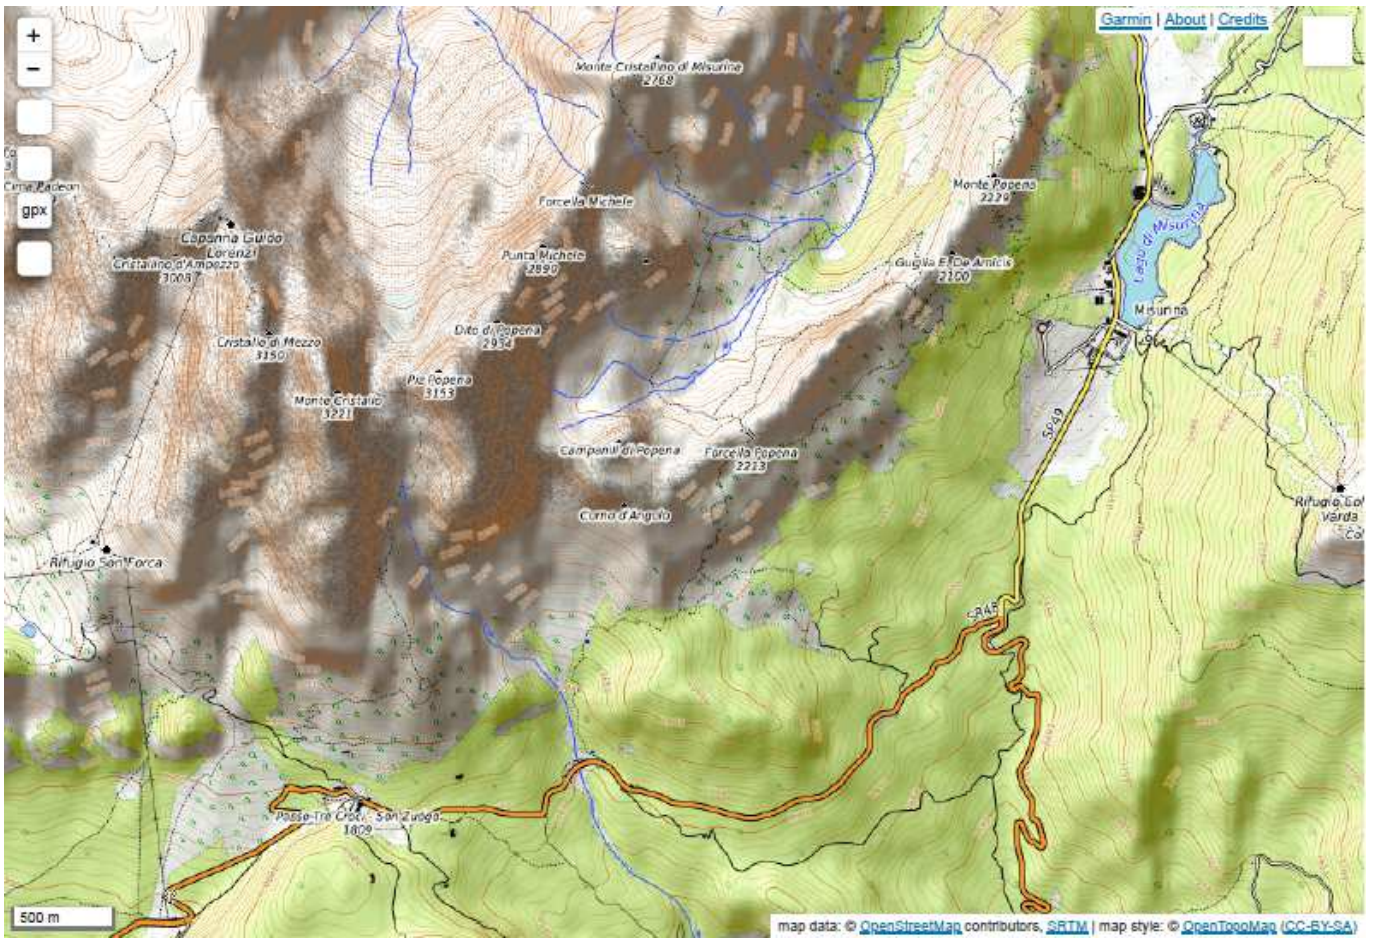 Garmin | About | Credits
+
−
gpx
Monte Cristallino di Misurina
2768
Cima Padeon
Forcella Michele
Monte Popena
2229
Capanna Guido
Lorenzi
Cristallino d'Ampezzo
3008
Punta Michele
2890
Guglia E. De Amicis
2100
Lago di Misurina
Misurina
Dito di Popena
2934
Cristallo di Mezzo
3150
Piz Popena
3153
Monte Cristallo
3221
SP49
Campanili di Popena
Forcella Popena
2213
Corno d'Angolo
Rifugio Col
Varda
Rifugio Son Forca
SR48
Passo Tre Croci - Son Zuogo
1809
500 m
map data: © OpenStreetMap contributors, SRTM | map style: © OpenTopoMap (CC-BY-SA)